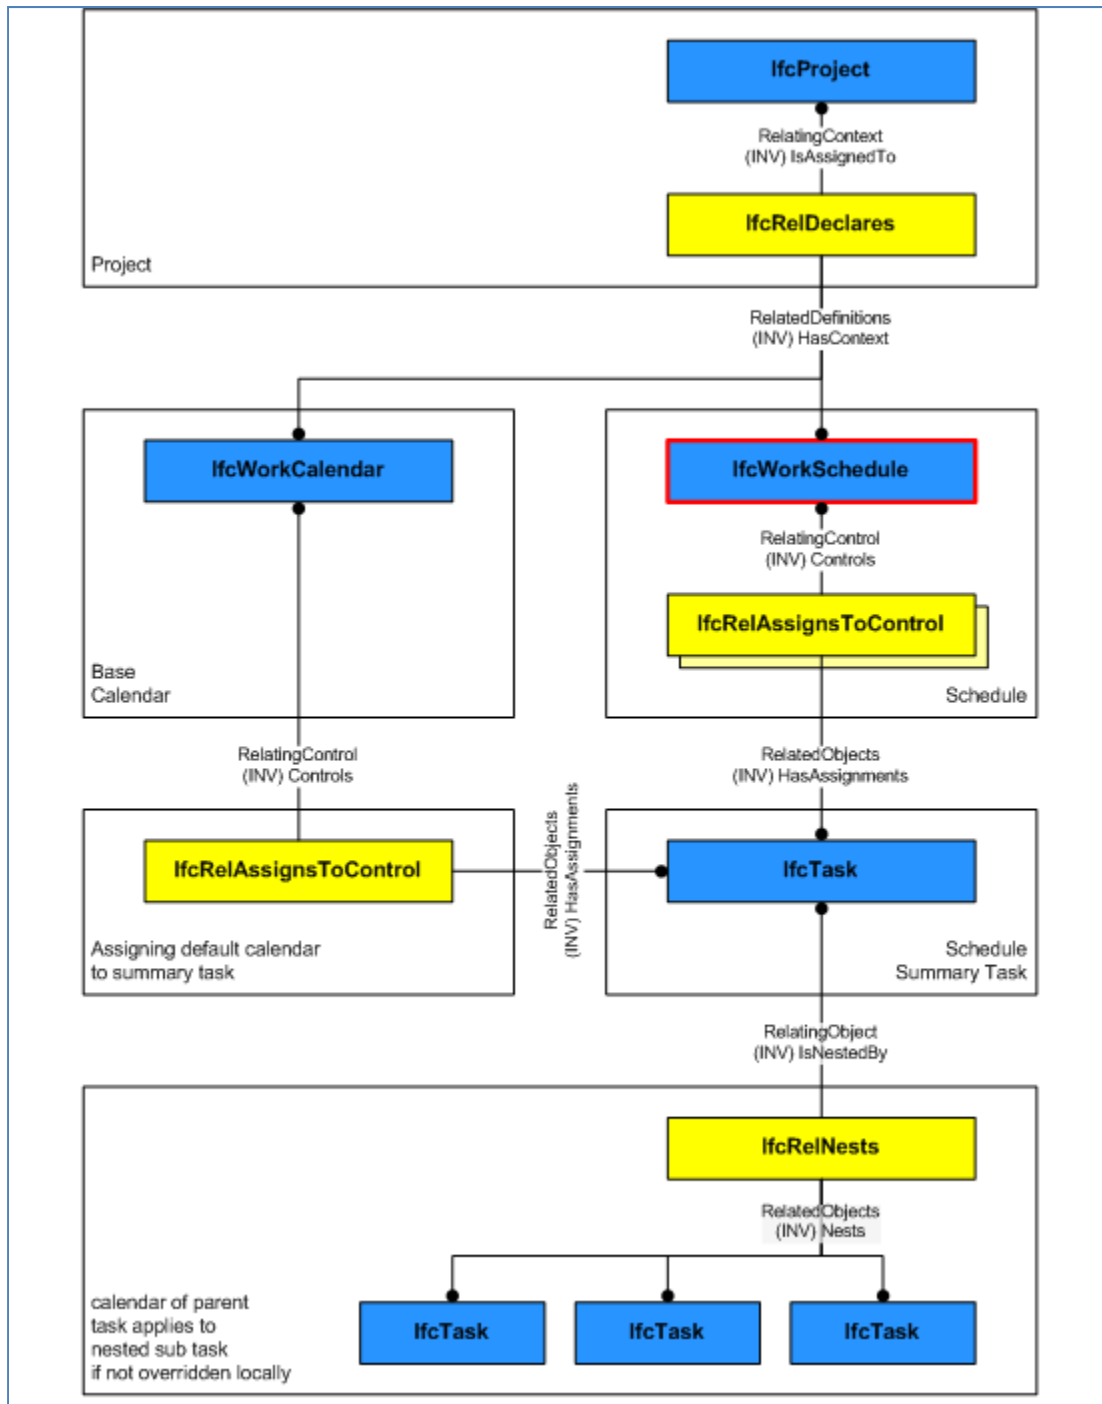 IfcProject
RelatingContext
(INV) IsAssignedTo
IfcRelDeclares
Project
RelatedDefinitions
(INV) HasContext
IfcWorkCalendar
IfcWorkSchedule
RelatingControl
(INV) Controls
IfcRelAssignsToControl
Base
Calendar
Schedule
RelatingControl
(INV) Controls
RelatedObjects
(INV) HasAssignments
RelatedObjects
(INV) HasAssignments
IfcRelAssignsToControl
IfcTask
Assigning default calendar
to summary task
Schedule
Summary Task
RelatingObject
(INV) IsNestedBy
IfcRelNests
RelatedObjects
(INV) Nests
calendar of parent
task applies to
nested sub task
if not overridden locally
IfcTask
IfcTask
IfcTask